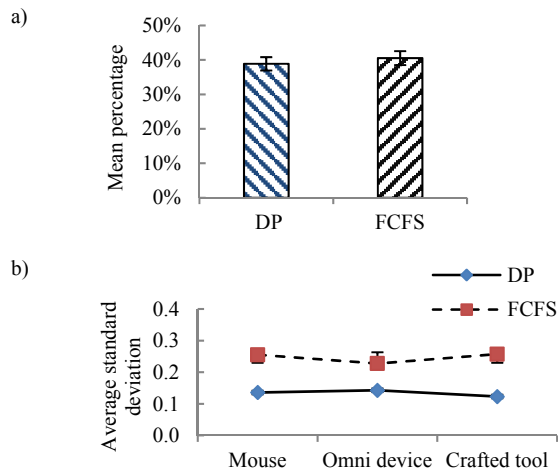 a)
Mean percentage
50%
40%
30%
20%
10%
0%
DP
FCFS
b)
DP
FCFS
Average standard
deviation
0.4
0.3
0.2
0.1
0.0
Mouse
Omni device
Crafted tool